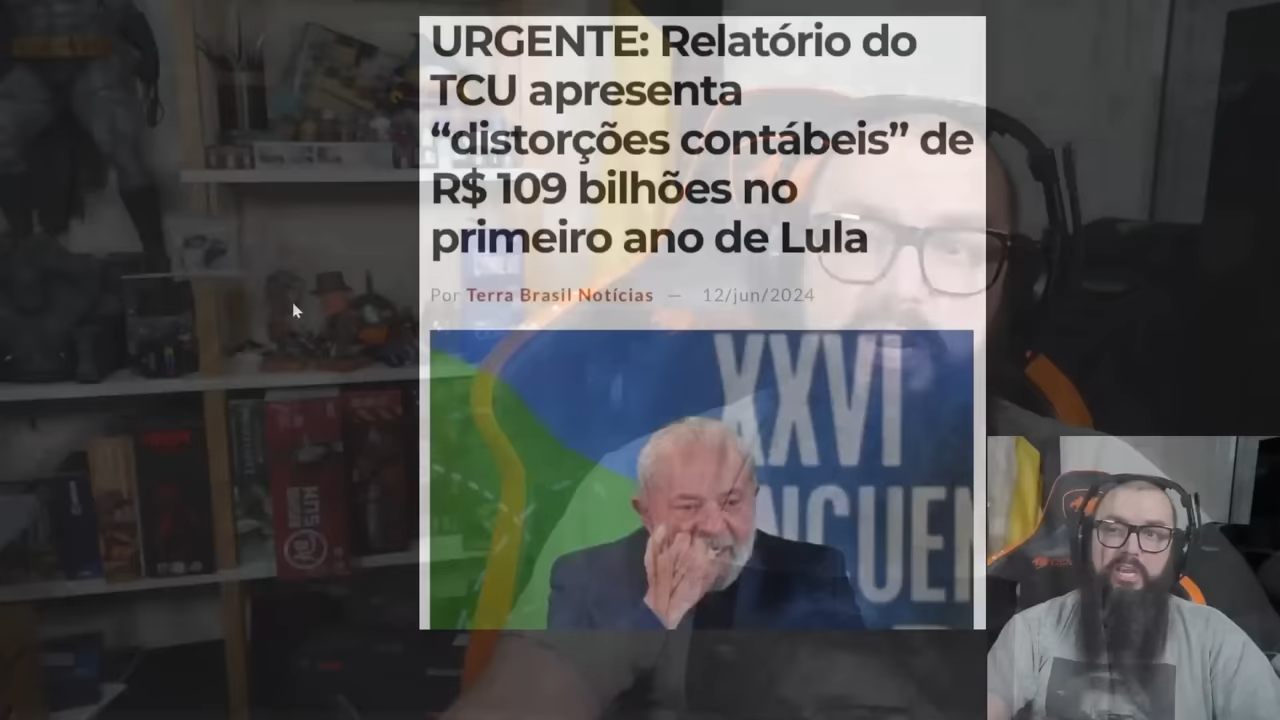 URGENTE: Relatório do
TCU apresenta
“distorções contábeis” de
R$ 109 bilhões no
primeiro ano de Lula
Por Terra Brasil Notícias — 12/jun/2024
XXVI